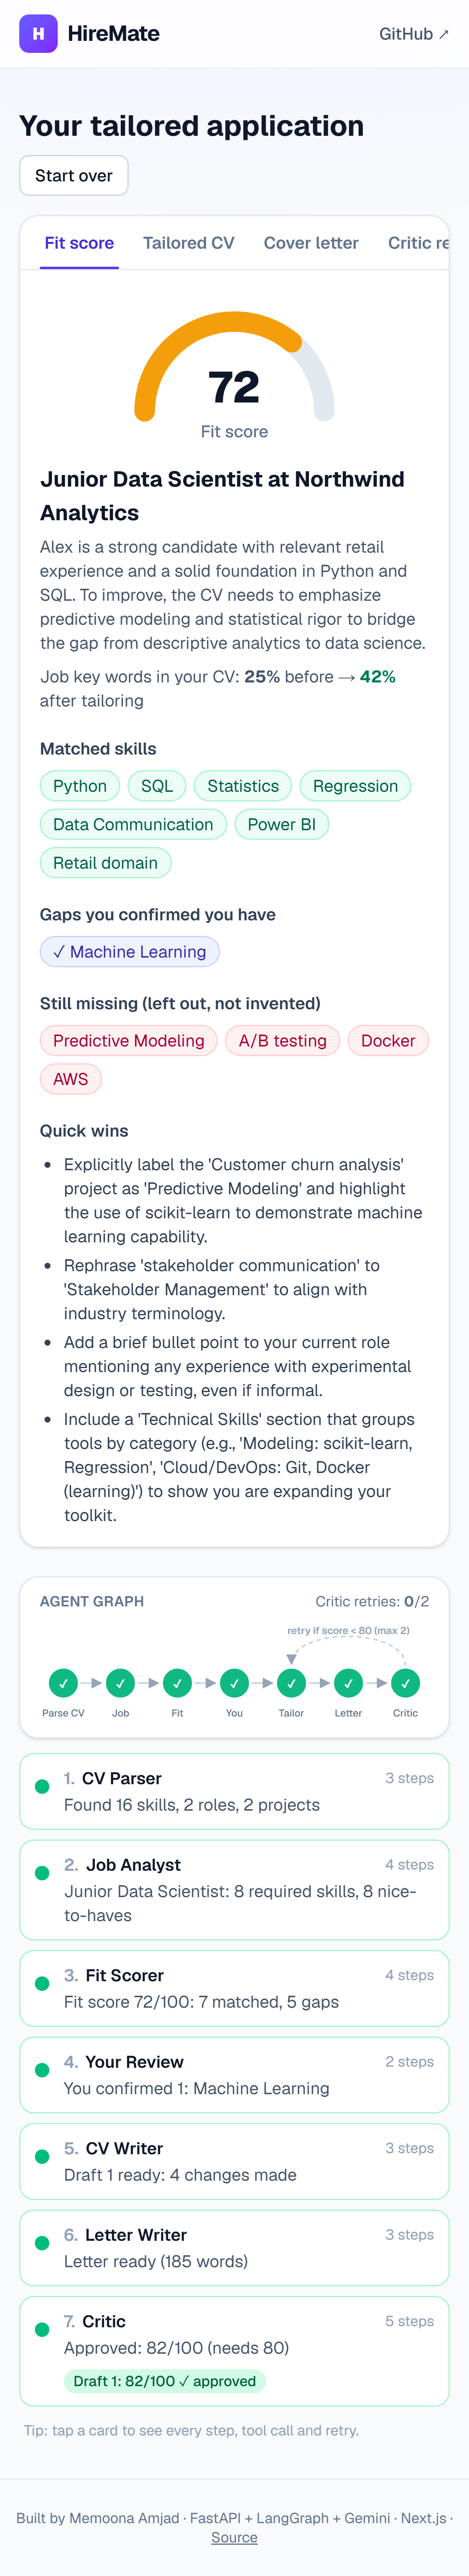 H HireMate GitHub ↗
Your tailored application
Start over
Fit score Tailored CV Cover letter Critic re
72
Fit score
Junior Data Scientist at Northwind
Analytics
Alex is a strong candidate with relevant retail
experience and a solid foundation in Python and
SQL. To improve, the CV needs to emphasize
predictive modeling and statistical rigor to bridge
the gap from descriptive analytics to data science.
Job key words in your CV: 25% before → 42%
after tailoring
Matched skills
Python SQL Statistics Regression
Data Communication Power BI
Retail domain
Gaps you confirmed you have
✓ Machine Learning
Still missing (left out, not invented)
Predictive Modeling A/B testing Docker
AWS
Quick wins
• Explicitly label the 'Customer churn analysis'
project as 'Predictive Modeling' and highlight
the use of scikit-learn to demonstrate machine
learning capability.
• Rephrase 'stakeholder communication' to
'Stakeholder Management' to align with
industry terminology.
• Add a brief bullet point to your current role
mentioning any experience with experimental
design or testing, even if informal.
• Include a 'Technical Skills' section that groups
tools by category (e.g., 'Modeling: scikit-learn,
Regression', 'Cloud/DevOps: Git, Docker
(learning)') to show you are expanding your
toolkit.
AGENT GRAPH Critic retries: 0/2
retry if score < 80 (max 2)
✓ ✓ ✓ ✓ ✓ ✓ ✓
Parse CV Job Fit You Tailor Letter Critic
1. CV Parser 3 steps
Found 16 skills, 2 roles, 2 projects
2. Job Analyst 4 steps
Junior Data Scientist: 8 required skills, 8 nice-
to-haves
3. Fit Scorer 4 steps
Fit score 72/100: 7 matched, 5 gaps
4. Your Review 2 steps
You confirmed 1: Machine Learning
5. CV Writer 3 steps
Draft 1 ready: 4 changes made
6. Letter Writer 3 steps
Letter ready (185 words)
7. Critic 5 steps
Approved: 82/100 (needs 80)
Draft 1: 82/100 ✓ approved
Tip: tap a card to see every step, tool call and retry.
Built by Memoona Amjad · FastAPI + LangGraph + Gemini · Next.js ·
Source